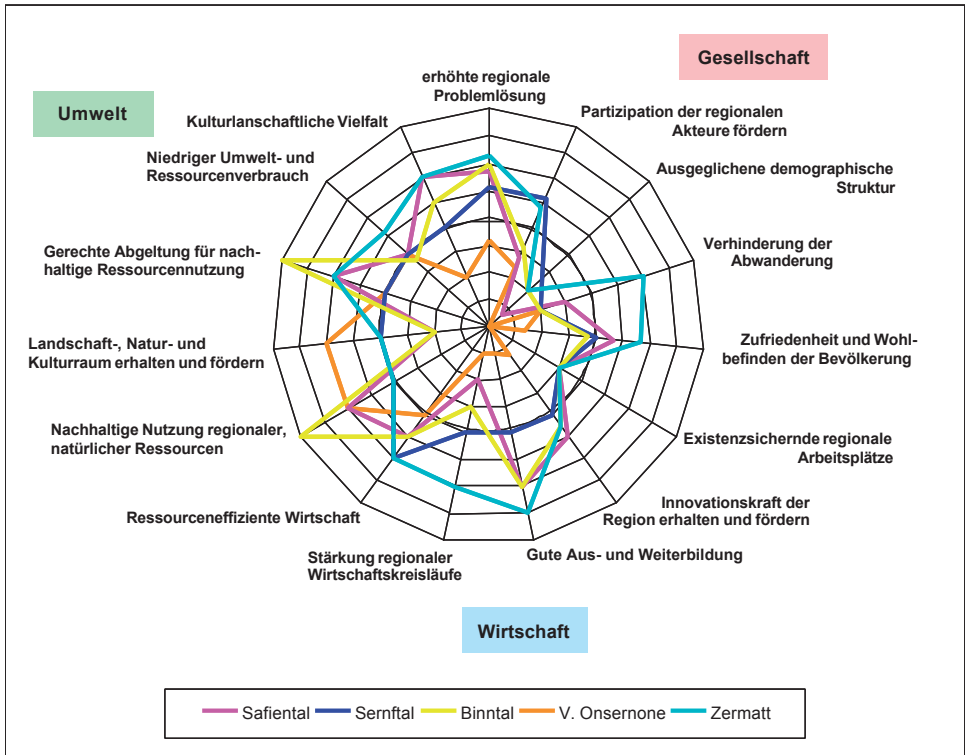 Gesellschaft
Umwelt
erhöhte regionale
Problemlösung
Partizipation der regionalen
Akteure fördern
Ausgeglichene demographische
Struktur
Verhinderung der
Abwanderung
Zufriedenheit und Wohl-
befinden der Bevölkerung
Existenzsichernde regionale
Arbeitsplätze
Innovationskraft der
Region erhalten und fördern
Gute Aus- und Weiterbildung
Stärkung regionaler
Wirtschaftskreisläufe
Ressourceneffiziente Wirtschaft
Nachhaltige Nutzung regionaler,
natürlicher Ressourcen
Landschaft-, Natur- und
Kulturraum erhalten und fördern
Gerechte Abgeltung für nach-
haltige Ressourcennutzung
Niedriger Umwelt- und
Ressourcenverbrauch
Kulturlanschaftliche Vielfalt
Wirtschaft
Safiental Sernftal Binntal V. Onsernone Zermatt